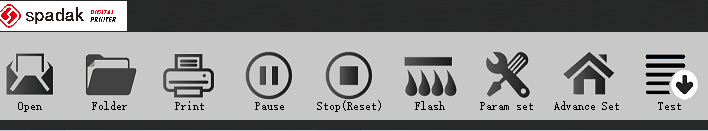 spadak DIGITAL PRINTER
Open Folder Print Pause Stop(Reset) Flash Param set Advance Set Test